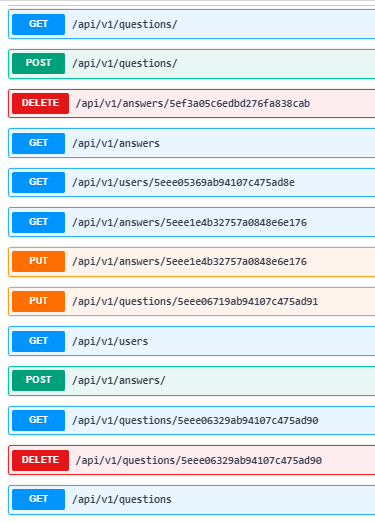 GET /api/v1/questions/
POST /api/v1/questions/
DELETE /api/v1/answers/5ef3a05c6edbd276fa838cab
GET /api/v1/answers
GET /api/v1/users/5eee05369ab94107c475ad8e
GET /api/v1/answers/5eee1e4b32757a0848e6e176
PUT /api/v1/answers/5eee1e4b32757a0848e6e176
PUT /api/v1/questions/5eee06719ab94107c475ad91
GET /api/v1/users
POST /api/v1/answers/
GET /api/v1/questions/5eee06329ab94107c475ad90
DELETE /api/v1/questions/5eee06329ab94107c475ad90
GET /api/v1/questions